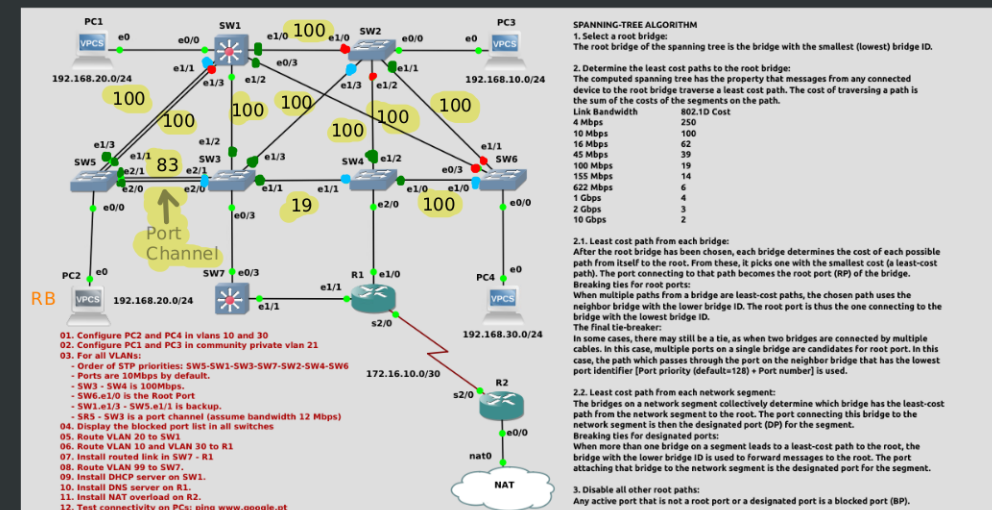 PC1
SW1
SW2
PC3
e0
e0/0
e1/0
100
e1/0
e0/0
e0
VPCS
VPCS
192.168.20.0/24
192.168.10.0/24
e1/1
e1/3
e1/2
e0/3
e1/3
e1/2
e1/1
100
100
100
100
100
100
100
e1/3
e1/1
e1/2
e1/3
e1/2
e1/1
e0/3
SW5
83
SW3
SW4
SW6
e2/1
e2/1
e2/0
e2/0
e1/1
e1/1
e1/0
e1/0
19
100
e0/0
Port
Channel
e0/3
e2/0
e0/0
PC2
e0
SW7
e0/3
R1
e1/0
PC4
e0
RB
VPCS
192.168.20.0/24
e1/1
e1/1
VPCS
192.168.30.0/24
s2/0
172.16.10.0/30
R2
s2/0
e0/0
nat0
NAT
01. Configure PC2 and PC4 in vlans 10 and 30
02. Configure PC1 and PC3 in community private vlan 21
03. For all VLANs:
- Order of STP priorities: SW5-SW1-SW3-SW7-SW2-SW4-SW6
- Ports are 10Mbps by default.
- SW3 - SW4 is 100Mbps.
- SW6.e1/0 is the Root Port
- SW1.e1/3 - SW5.e1/1 is backup.
- SR5 - SW3 is a port channel (assume bandwidth 12 Mbps)
04. Display the blocked port list in all switches
05. Route VLAN 20 to SW1
06. Route VLAN 10 and VLAN 30 to R1
07. Install routed link in SW7 - R1
08. Route VLAN 99 to SW7.
09. Install DHCP server on SW1.
10. Install DNS server on R1.
11. Install NAT overload on R2.
12. Test connectivity on PCs: ping www.google.pt
SPANNING-TREE ALGORITHM
1. Select a root bridge:
The root bridge of the spanning tree is the bridge with the smallest (lowest) bridge ID.
2. Determine the least cost paths to the root bridge:
The computed spanning tree has the property that messages from any connected
device to the root bridge traverse a least cost path. The cost of traversing a path is
the sum of the costs of the segments on the path.
Link Bandwidth 802.1D Cost
4 Mbps 250
10 Mbps 100
16 Mbps 62
45 Mbps 39
100 Mbps 19
155 Mbps 14
622 Mbps 6
1 Gbps 4
2 Gbps 3
10 Gbps 2
2.1. Least cost path from each bridge:
After the root bridge has been chosen, each bridge determines the cost of each possible
path from itself to the root. From these, it picks one with the smallest cost (a least-cost
path). The port connecting to that path becomes the root port (RP) of the bridge.
Breaking ties for root ports:
When multiple paths from a bridge are least-cost paths, the chosen path uses the
neighbor bridge with the lower bridge ID. The root port is thus the one connecting to the
bridge with the lowest bridge ID.
The final tie-breaker:
In some cases, there may still be a tie, as when two bridges are connected by multiple
cables. In this case, multiple ports on a single bridge are candidates for root port. In this
case, the path which passes through the port on the neighbor bridge that has the lowest
port identifier [Port priority (default=128) + Port number] is used.
2.2. Least cost path from each network segment:
The bridges on a network segment collectively determine which bridge has the least-cost
path from the network segment to the root. The port connecting this bridge to the
network segment is then the designated port (DP) for the segment.
Breaking ties for designated ports:
When more than one bridge on a segment leads to a least-cost path to the root, the
bridge with the lower bridge ID is used to forward messages to the root. The port
attaching that bridge to the network segment is the designated port for the segment.
3. Disable all other root paths:
Any active port that is not a root port or a designated port is a blocked port (BP).